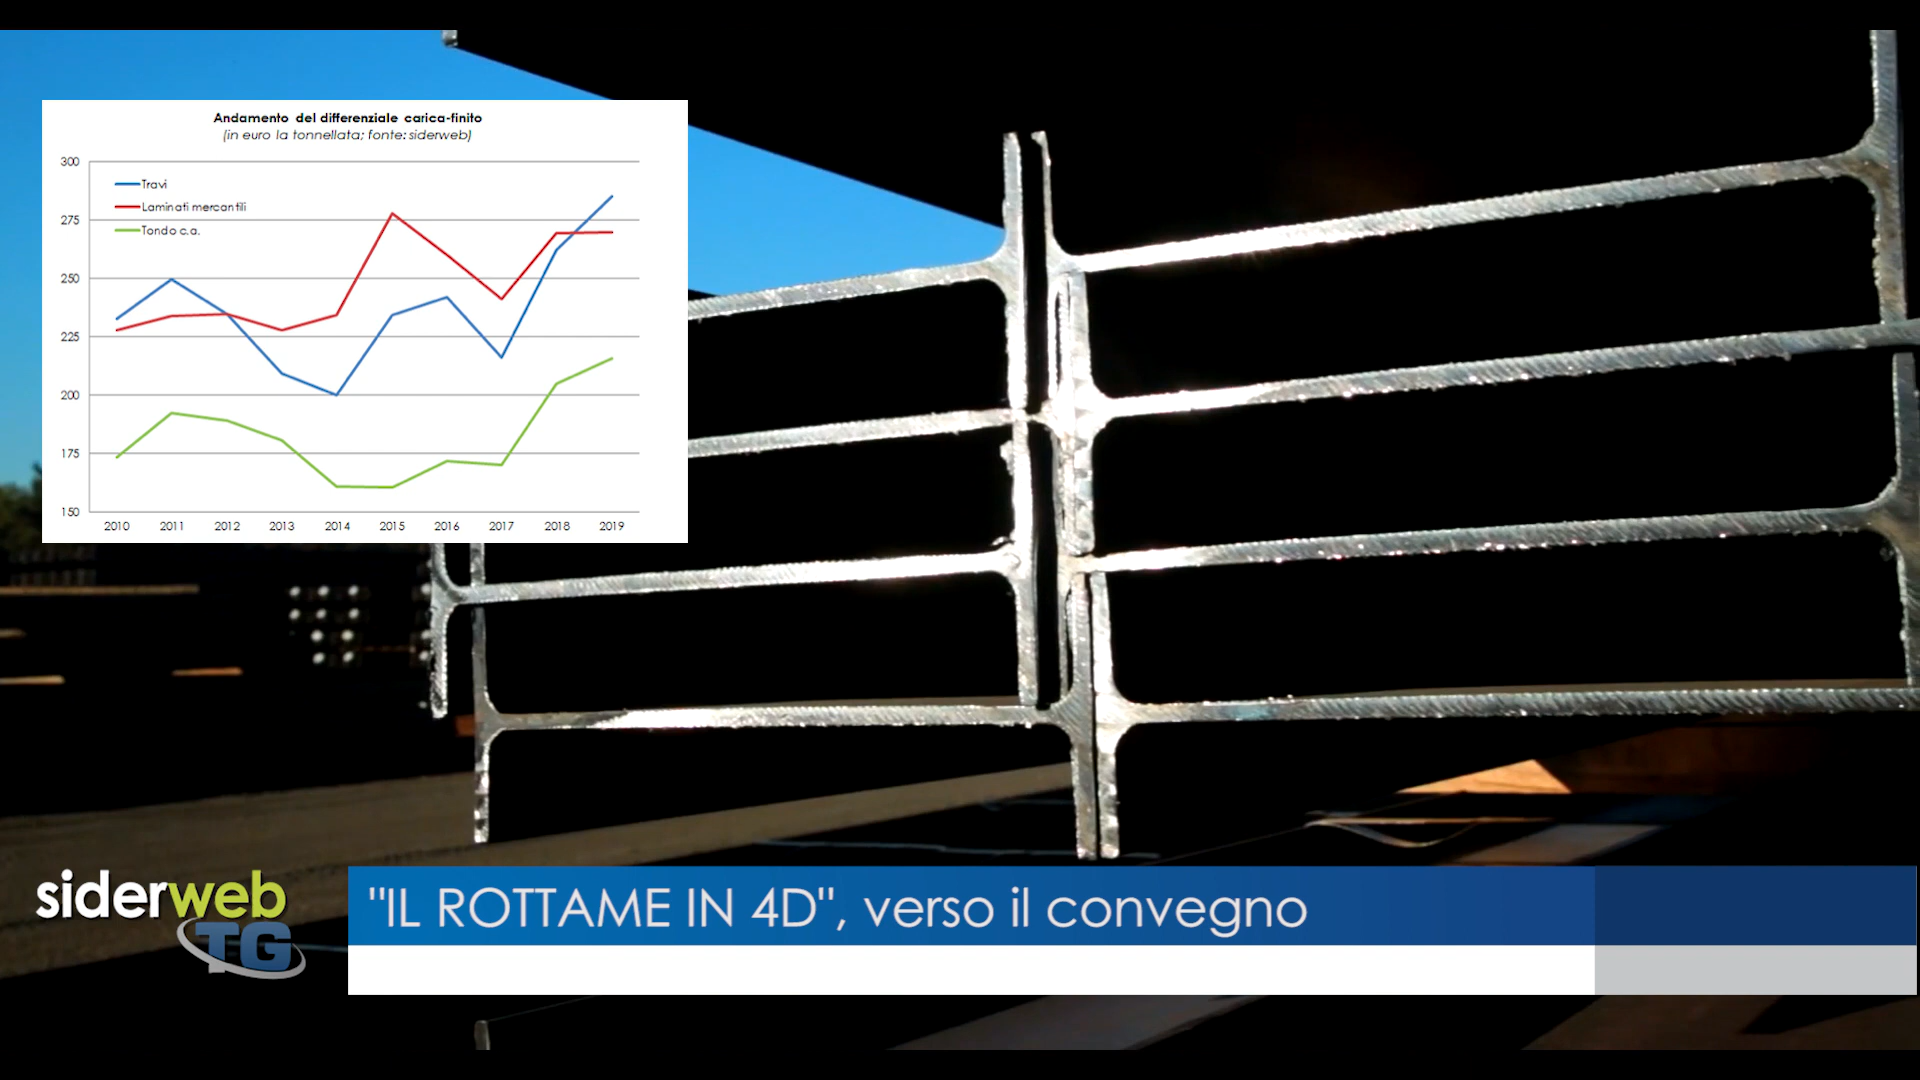 Andamento del differenziale carica-finito
(in euro la tonnellata; fonte: siderweb)
300
275
250
225
200
175
150
Travi
Laminati mercantili
Tondo c.a.
2010 2011 2012 2013 2014 2015 2016 2017 2018 2019
siderweb
TG
"IL ROTTAME IN 4D", verso il convegno